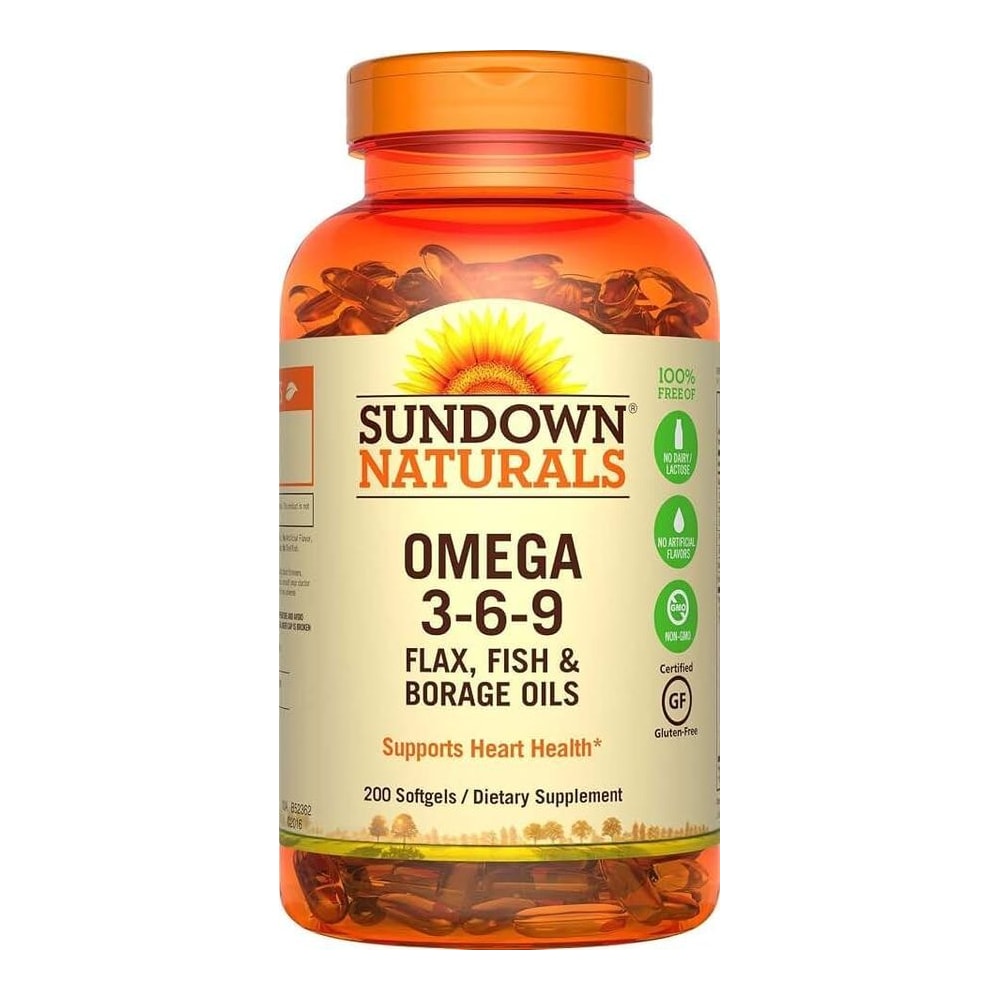 SUNDOWN®
NATURALS
OMEGA
3-6-9
FLAX, FISH &
BORAGE OILS
Supports Heart Health*
200 Softgels / Dietary Supplement
100%
FREE OF
NO DAIRY /
LACTOSE
NO ARTIFICIAL
FLAVORS
GMO
NON-GMO
Certified
GF
Gluten-Free
B52362